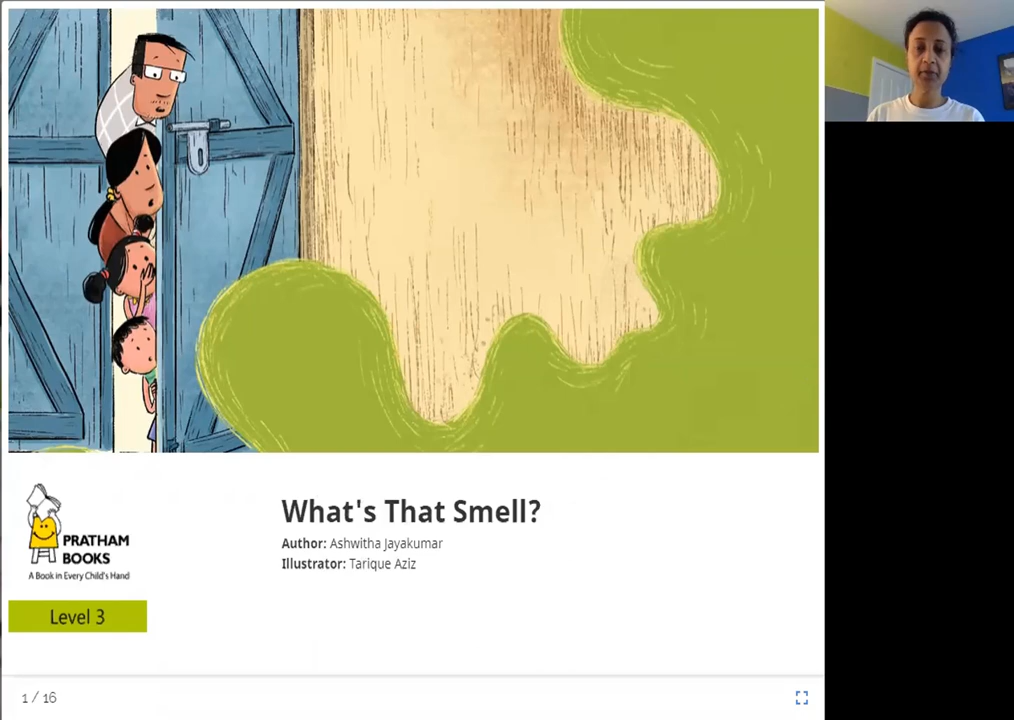 What's That Smell?
Author: Ashwitha Jayakumar
Illustrator: Tarique Aziz
PRATHAM
BOOKS
A Book in Every Child's Hand
Level 3
1 / 16